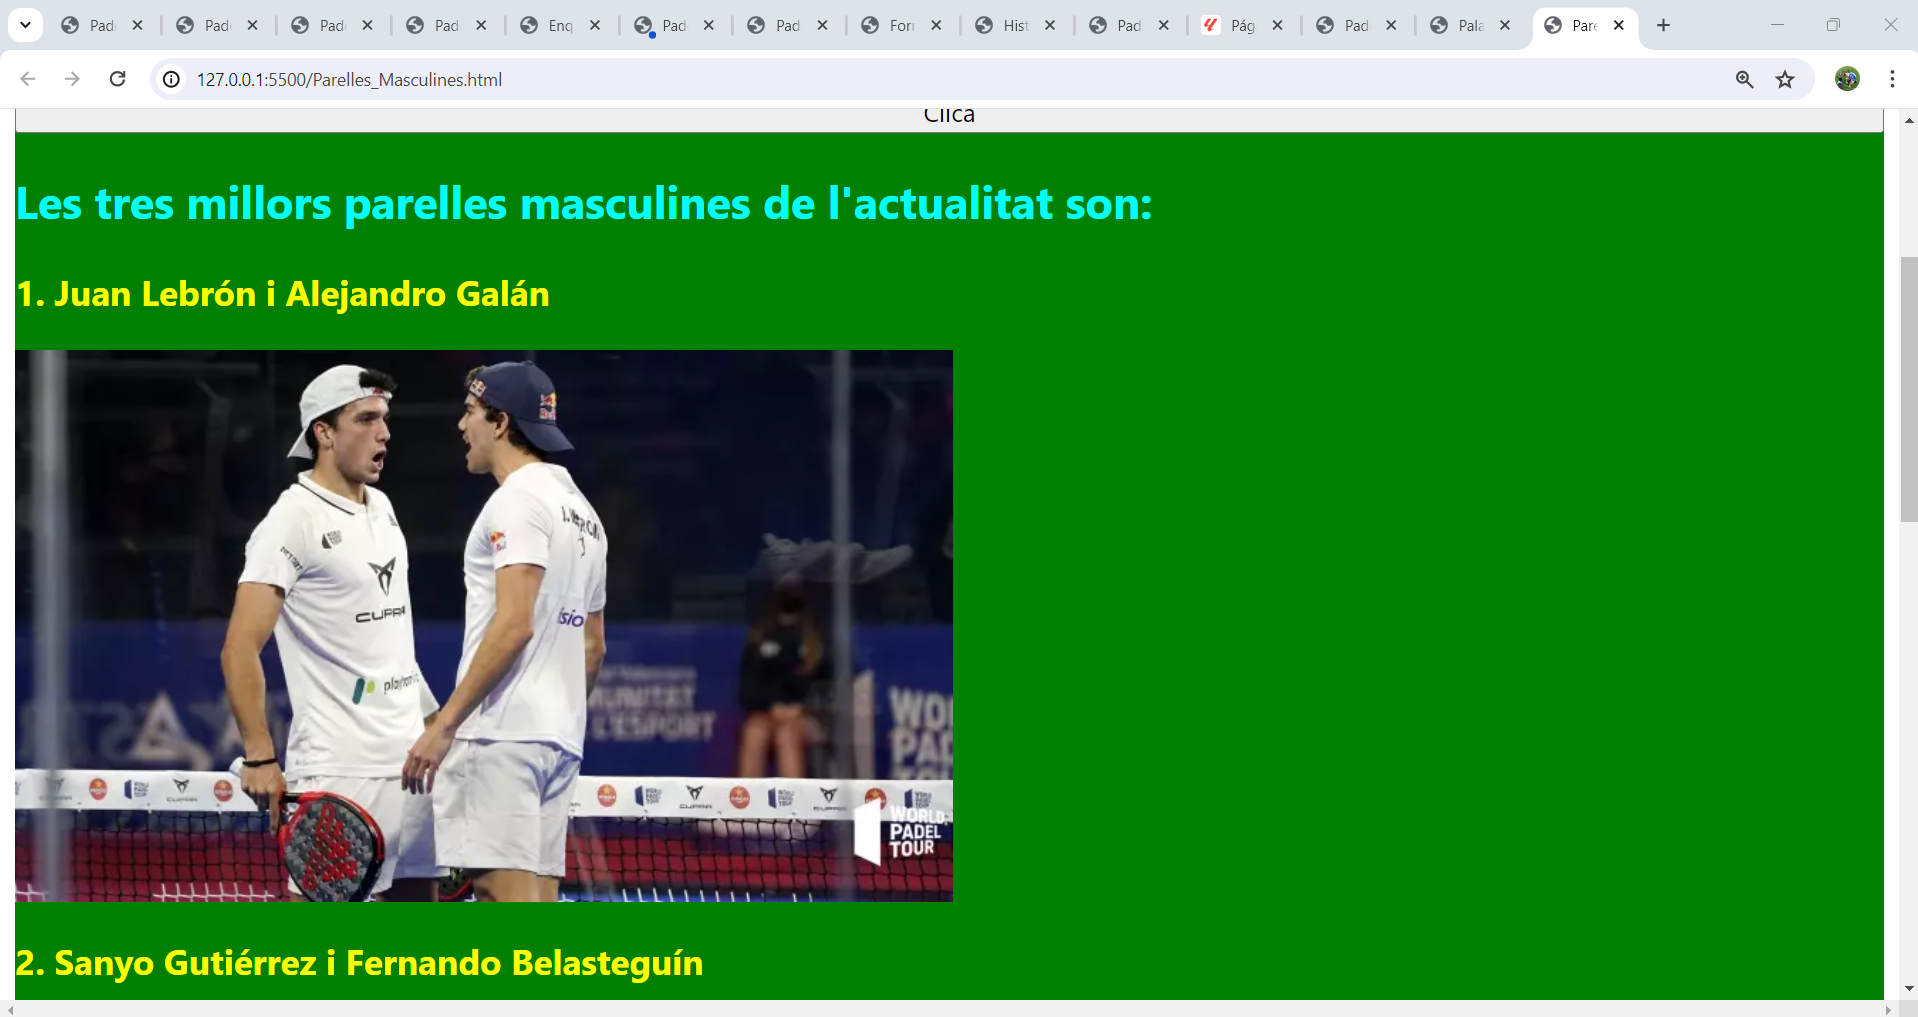 Pad
Pad
Pad
Pad
Enq
Pad
Pad
For
Hist
Pad
Pág
Pad
Pala
Pare
127.0.0.1:5500/Parelles_Masculines.html
Clica
Les tres millors parelles masculines de l'actualitat son:
1. Juan Lebrón i Alejandro Galán
CUPRA
WORLD
PADEL
TOUR
2. Sanyo Gutiérrez i Fernando Belasteguín